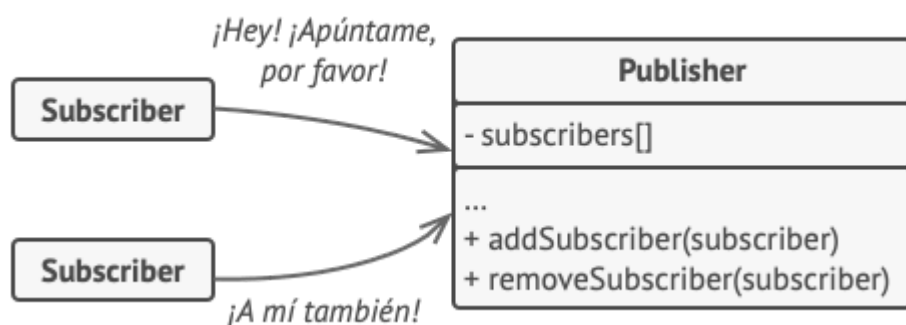 ¡Hey! ¡Apúntame,
por favor!
Subscriber
Publisher
- subscribers[]
...
+ addSubscriber(subscriber)
+ removeSubscriber(subscriber)
Subscriber
¡A mí también!